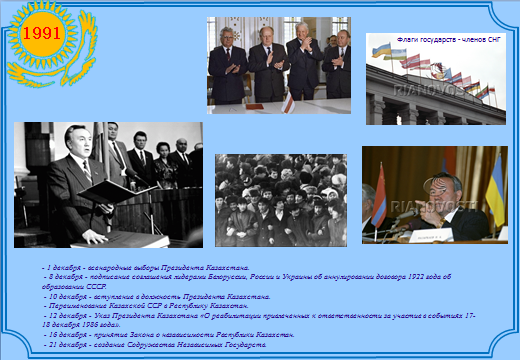 1991
Флаги государств - членов СНГ
RIANOVOSTI
RIANOVOSTI
- 1 декабря - всенародные выборы Президента Казахстана.
- 8 декабря - подписание соглашения лидерами Белоруссии, России и Украины об аннулировании договора 1922 года об
образовании СССР.
- 10 декабря - вступление в должность Президента Казахстана.
- Переименование Казахской ССР в Республику Казахстан.
- 12 декабря - Указ Президента Казахстана «О реабилитации привлеченных к ответственности за участие в событиях 17-
18 декабря 1986 года».
- 16 декабря - принятие Закона о независимости Республики Казахстан.
- 21 декабря - создание Содружества Независимых Государств